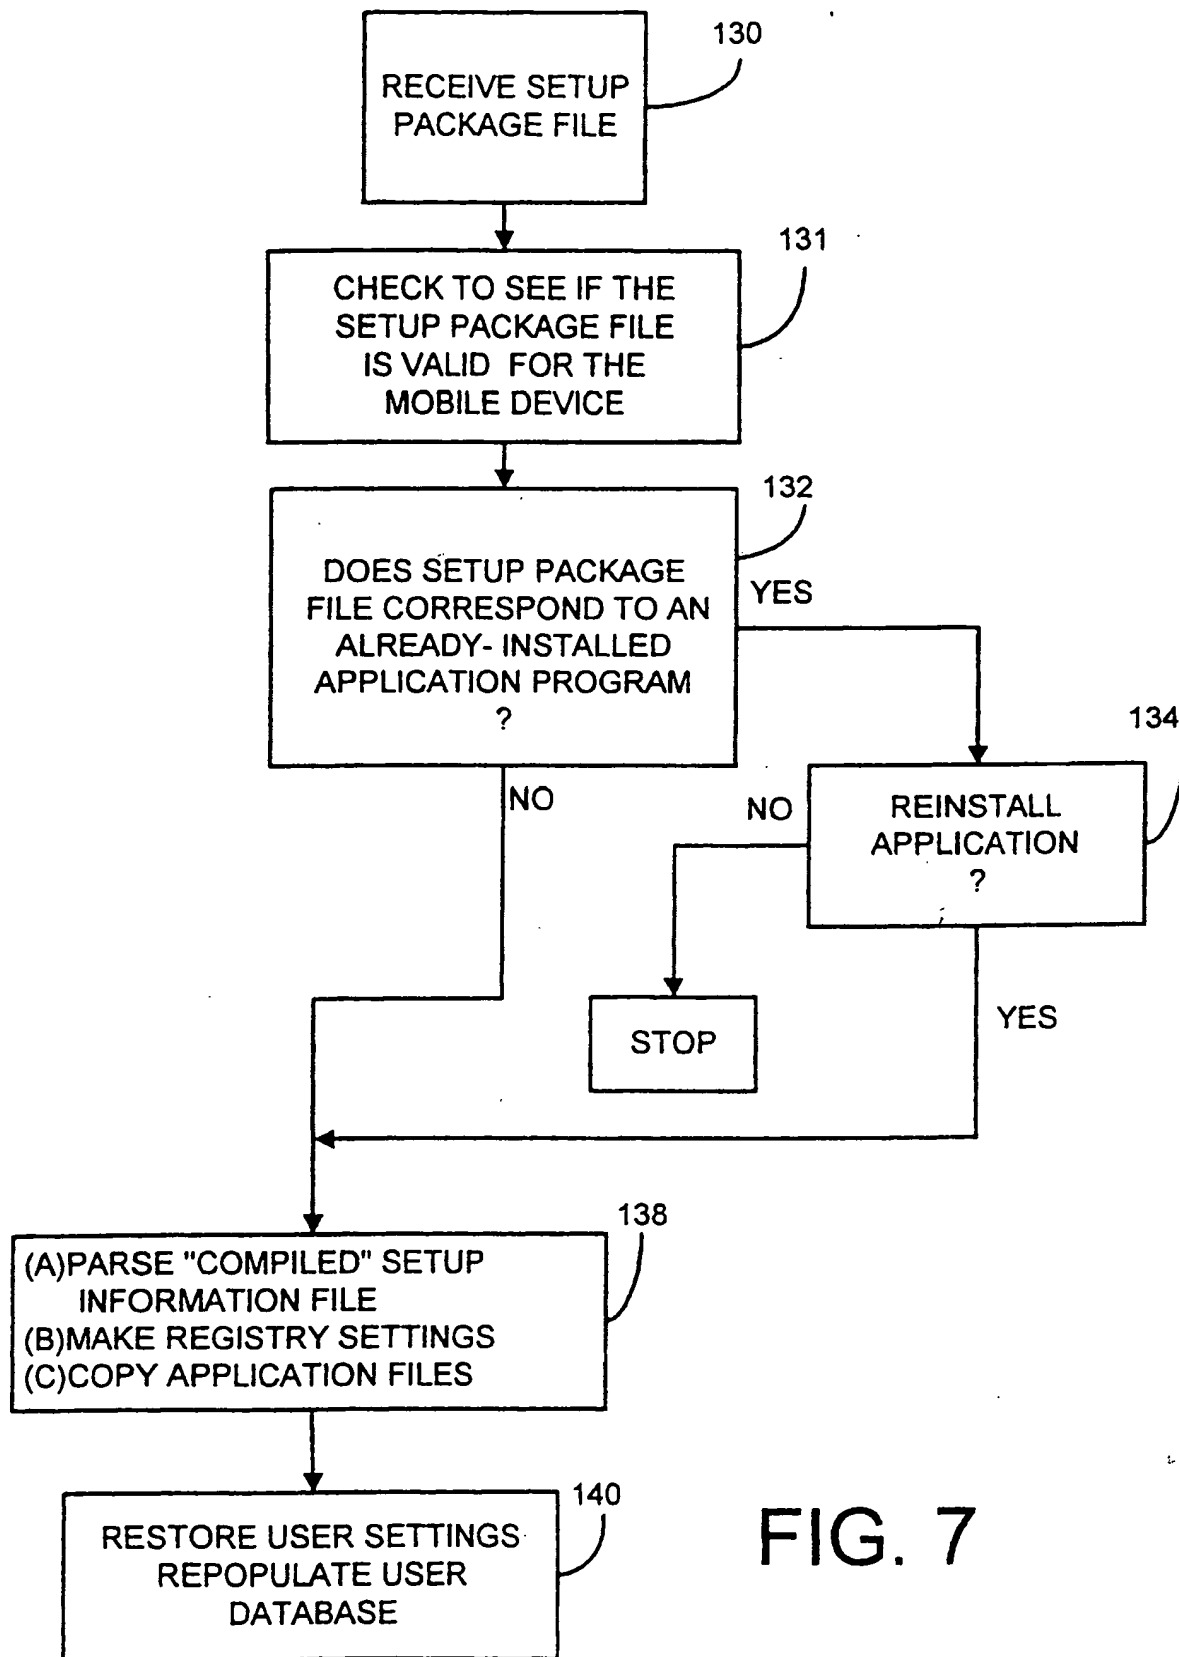 130
RECEIVE SETUP
PACKAGE FILE
131
CHECK TO SEE IF THE
SETUP PACKAGE FILE
IS VALID FOR THE
MOBILE DEVICE
132
DOES SETUP PACKAGE
FILE CORRESPOND TO AN
ALREADY- INSTALLED
APPLICATION PROGRAM
?
YES
NO
134
REINSTALL
APPLICATION
?
NO
YES
STOP
138
(A)PARSE "COMPILED" SETUP
INFORMATION FILE
(B)MAKE REGISTRY SETTINGS
(C)COPY APPLICATION FILES
140
RESTORE USER SETTINGS
REPOPULATE USER
DATABASE
FIG. 7